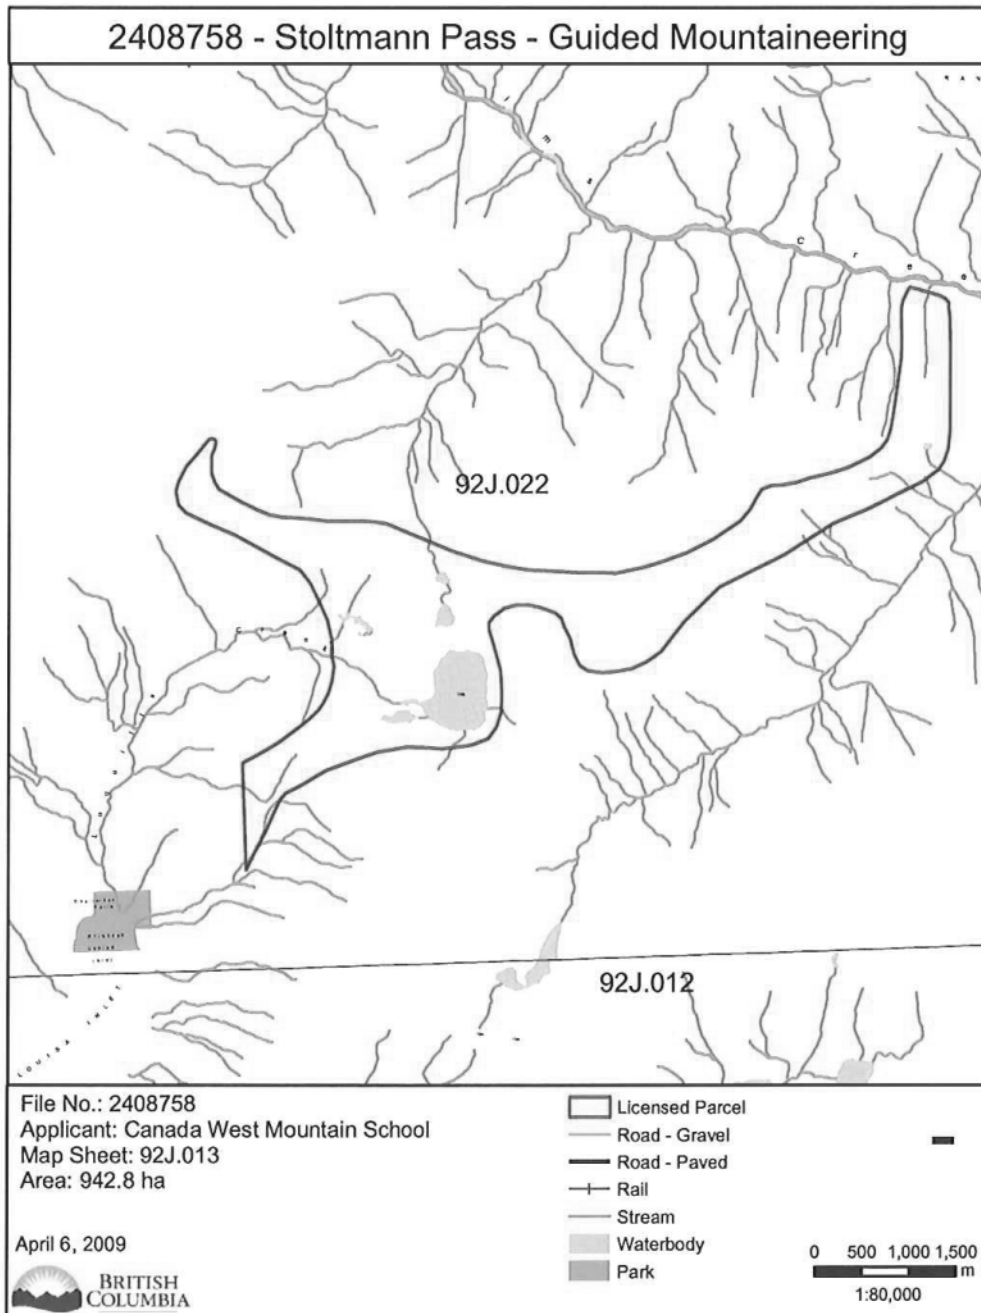 2408758 - Stoltmann Pass - Guided Mountaineering
92J.022
92J.012
LOUISA INLET
File No.: 2408758
Applicant: Canada West Mountain School
Map Sheet: 92J.013
Area: 942.8 ha
April 6, 2009
BRITISH
COLUMBIA
Licensed Parcel
Road - Gravel
Road - Paved
Rail
Stream
Waterbody
Park
0 500 1,000 1,500
m
1:80,000